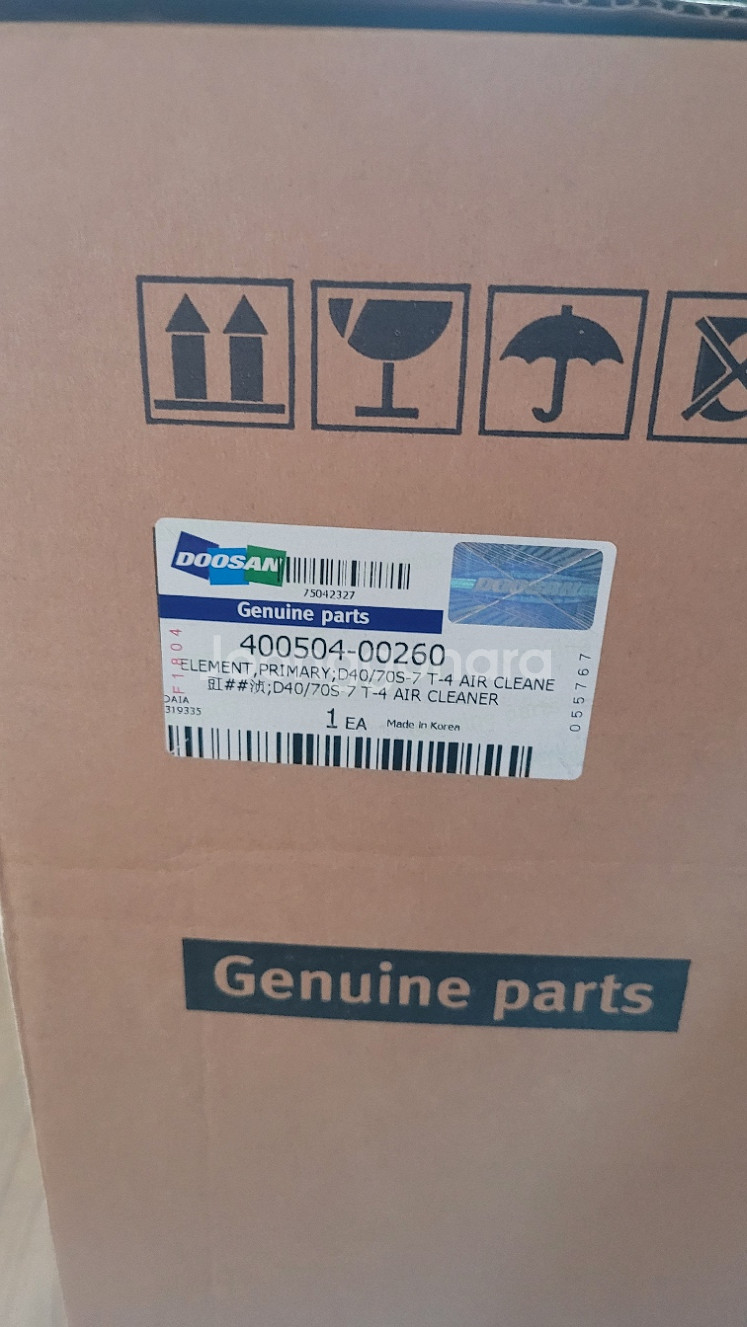 DOOSAN
75042327
DOOSAN
Genuine parts
400504-00260
ELEMENT,PRIMARY;D40/70S-7 T-4 AIR CLEANE
;D40/70S-7 T-4 AIR CLEANER
DAIA
319335
1 EA Made in Korea
F1804
055767
Genuine parts